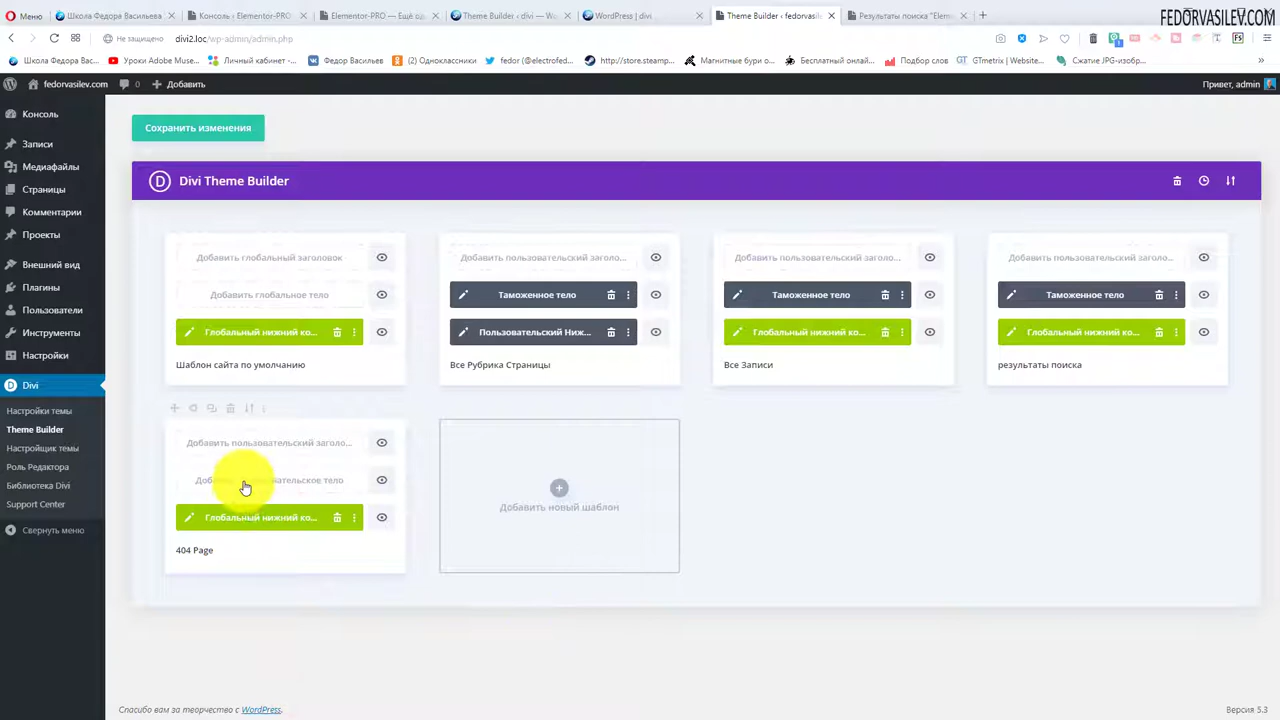 Меню
Школа Федора Васильева
Консоль ‹ Elementor-PRO
Elementor-PRO — Ещё од
Theme Builder ‹ divi — W
WordPress | divi
Theme Builder ‹ fedorvasile
Результаты поиска "Elem
FEDORVASILEV.COM
Не защищено
divi2.loc/wp-admin/admin.php
Школа Федора Вас...
Уроки Adobe Muse...
Личный кабинет -...
Федор Васильев
(2) Одноклассники
fedor (@electrofed...
http://store.steamp...
Магнитные бури о...
Бесплатный онлай...
Подбор слов
GTmetrix | Website...
Сжатие JPG-изобр...
fedorvasilev.com
0
Добавить
Привет, admin
Консоль
Записи
Медиафайлы
Страницы
Комментарии
Проекты
Внешний вид
Плагины
Пользователи
Инструменты
Настройки
Divi
Настройки темы
Theme Builder
Настройщик темы
Роль Редактора
Библиотека Divi
Support Center
Свернуть меню
Сохранить изменения
Divi Theme Builder
Добавить глобальный заголовок
Добавить глобальное тело
Глобальный нижний ко...
Шаблон сайта по умолчанию
Добавить пользовательский заголо...
Таможенное тело
Пользовательский Ниж...
Все Рубрика Страницы
Добавить пользовательский заголо...
Таможенное тело
Глобальный нижний ко...
Все Записи
Добавить пользовательский заголо...
Таможенное тело
Глобальный нижний ко...
результаты поиска
Добавить пользовательский заголо...
тельское тело
Глобальный нижний ко...
404 Page
Добавить новый шаблон
Спасибо вам за творчество с WordPress.
Версия 5.3